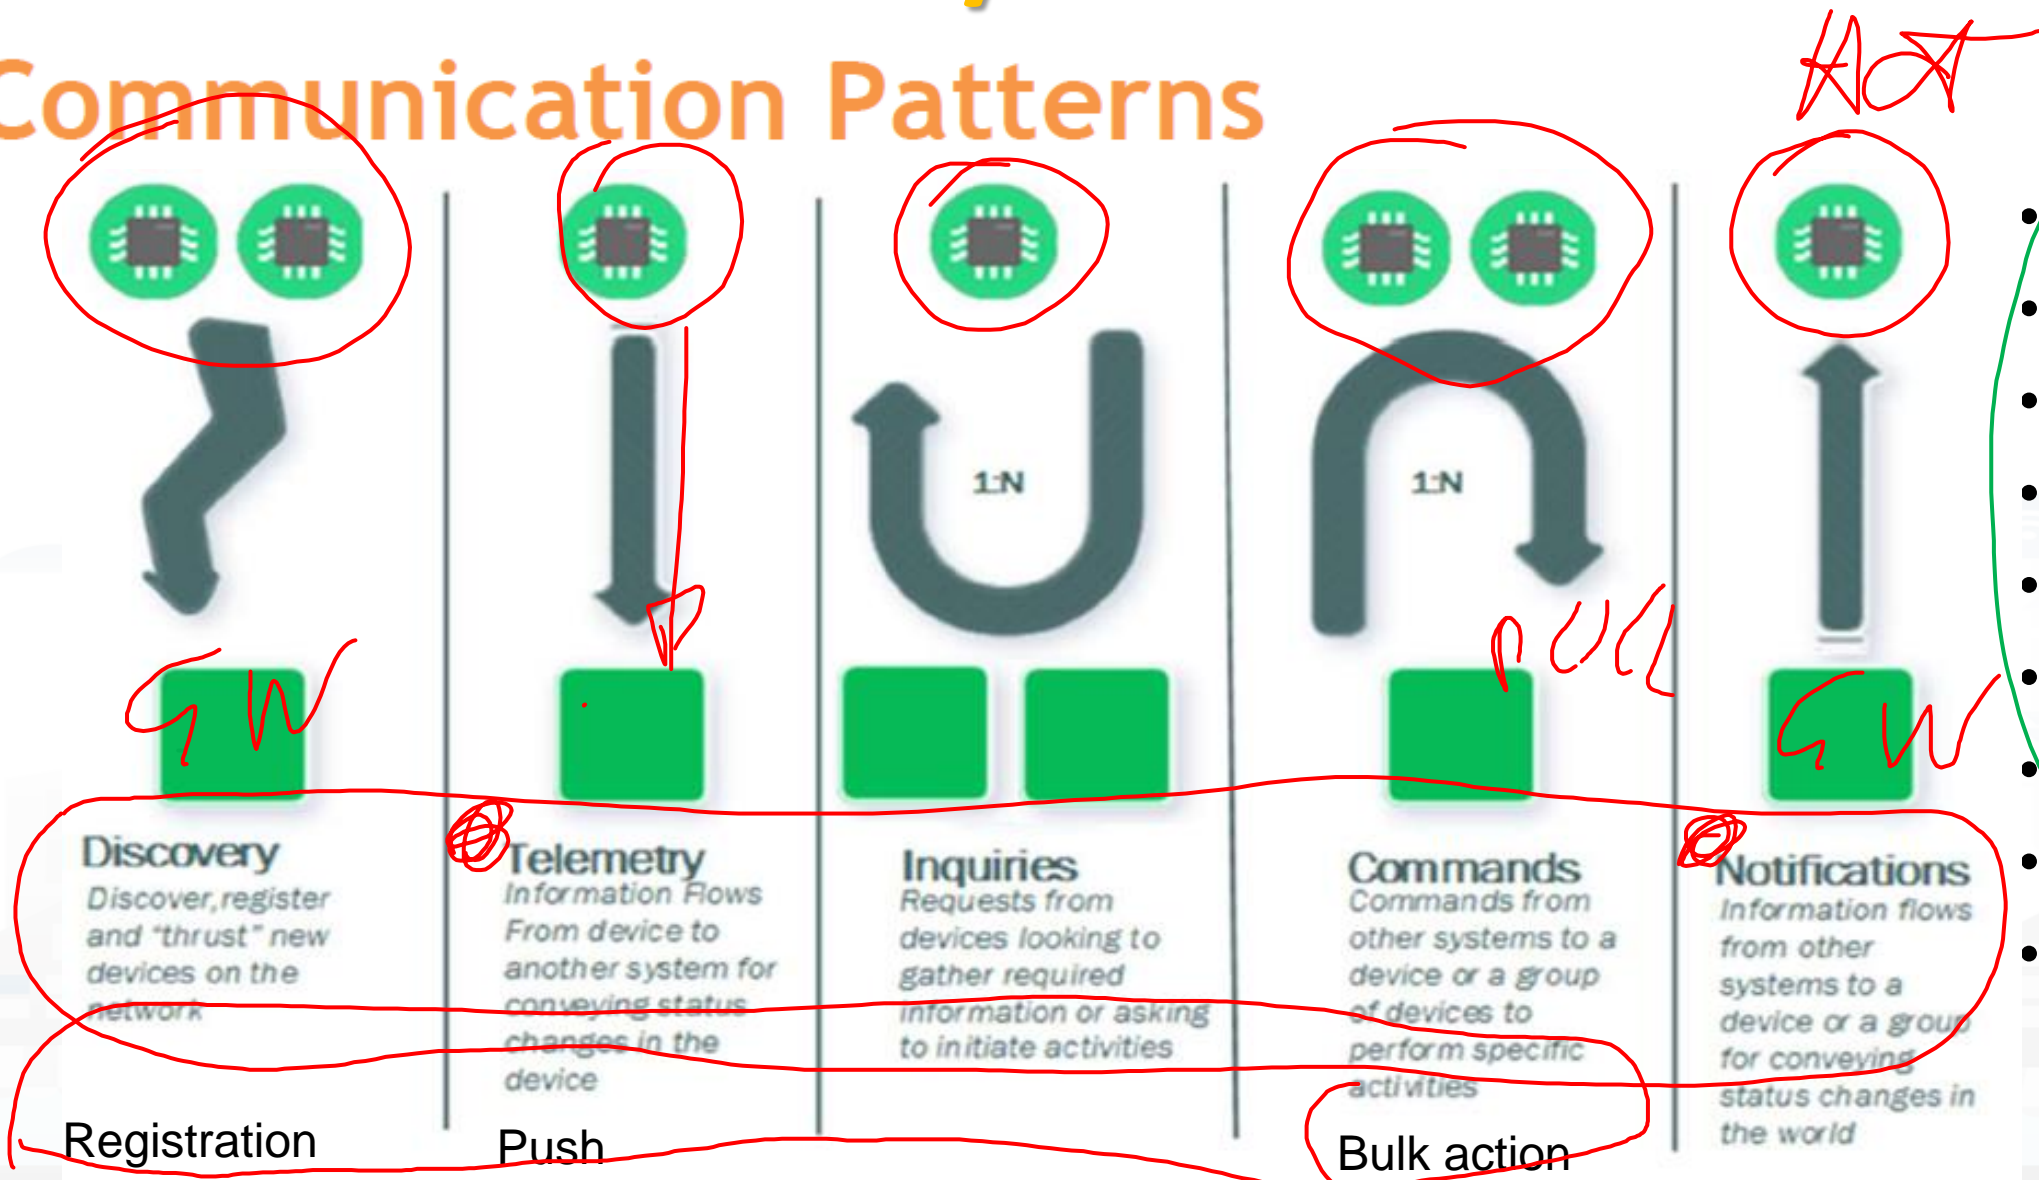 Communication Patterns
1:N
1:N
GW
pull
GW
Discovery
Discover, register
and "thrust" new
devices on the
network
Registration
Telemetry
Information Flows
From device to
another system for
conveying status
changes in the
device
Push
Inquiries
Requests from
devices looking to
gather required
information or asking
to initiate activities
Commands
Commands from
other systems to a
device or a group
of devices to
perform specific
activities
Bulk action
Notifications
Information flows
from other
systems to a
device or a group
for conveying
status changes in
the world